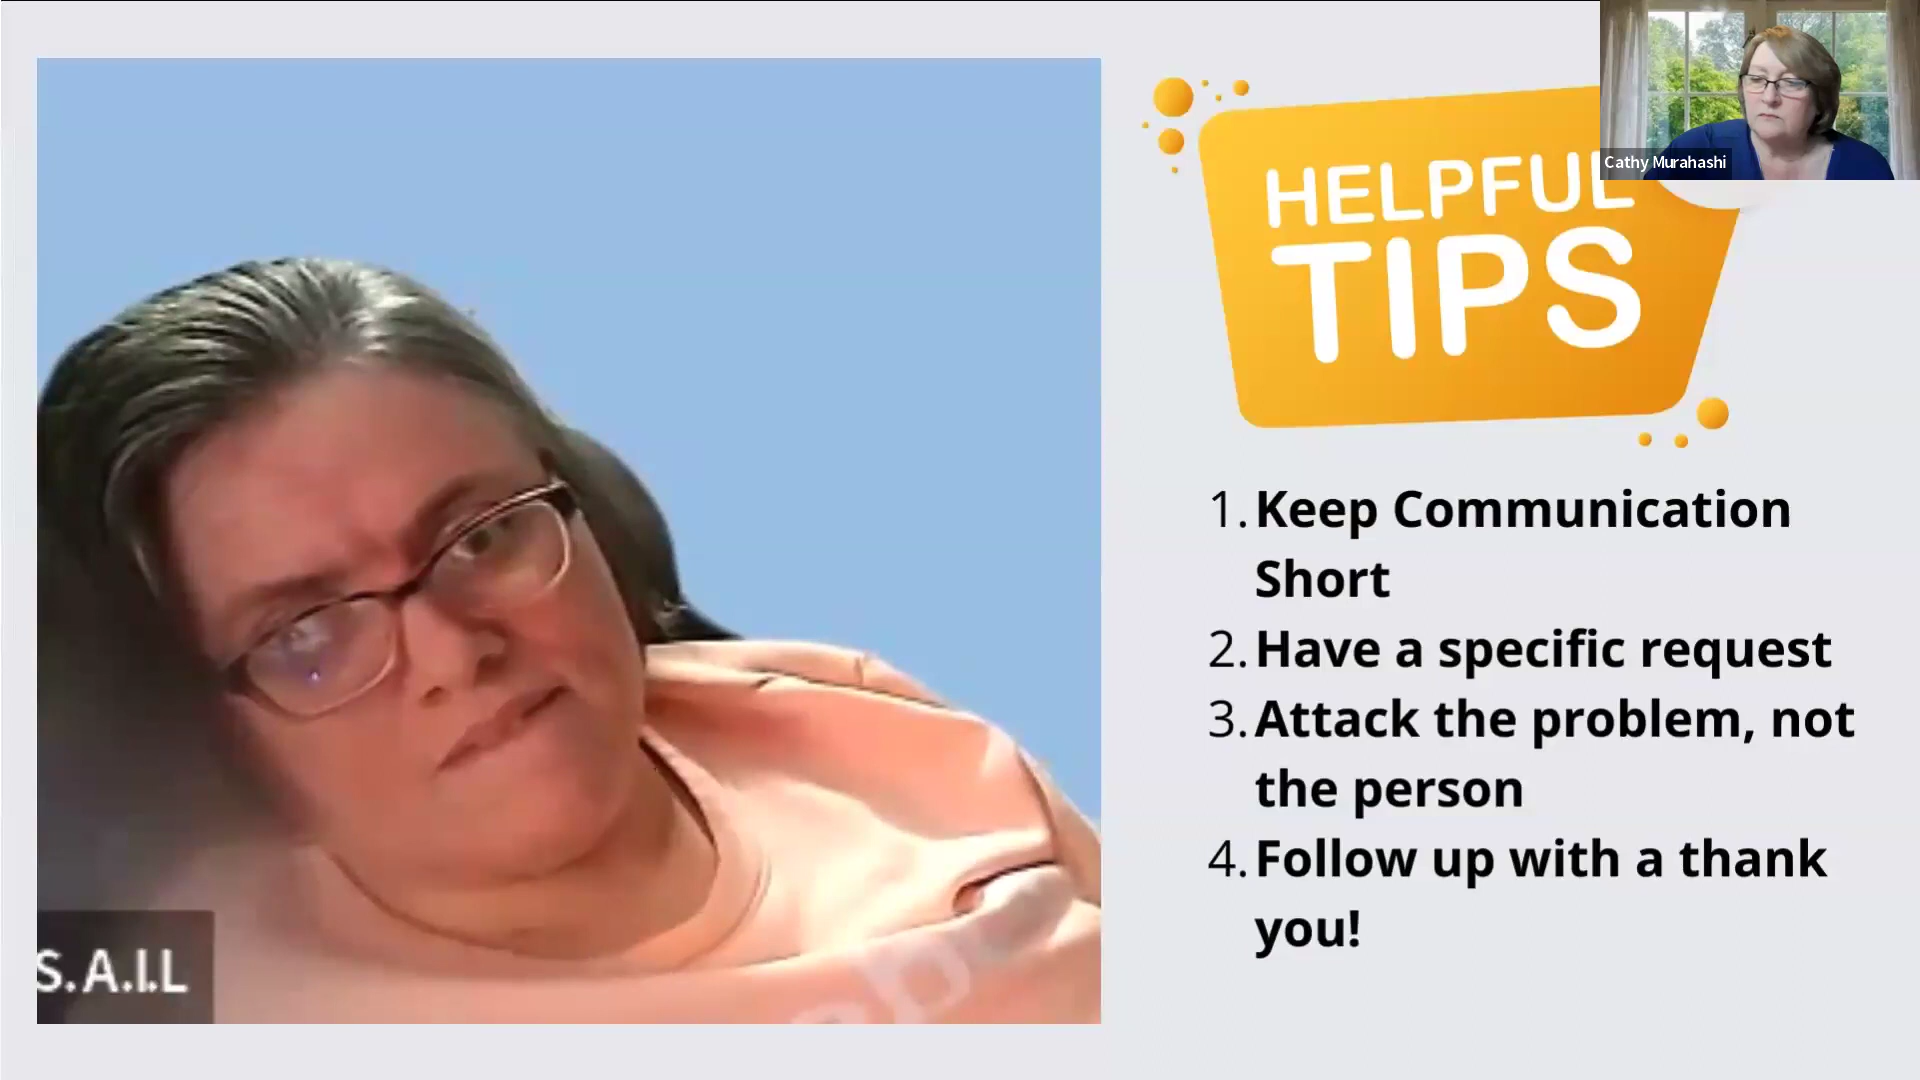 Cathy Murahashi
HELPFUL
TIPS
1. Keep Communication
Short
2. Have a specific request
3. Attack the problem, not
the person
4. Follow up with a thank
you!
S.A.I.L